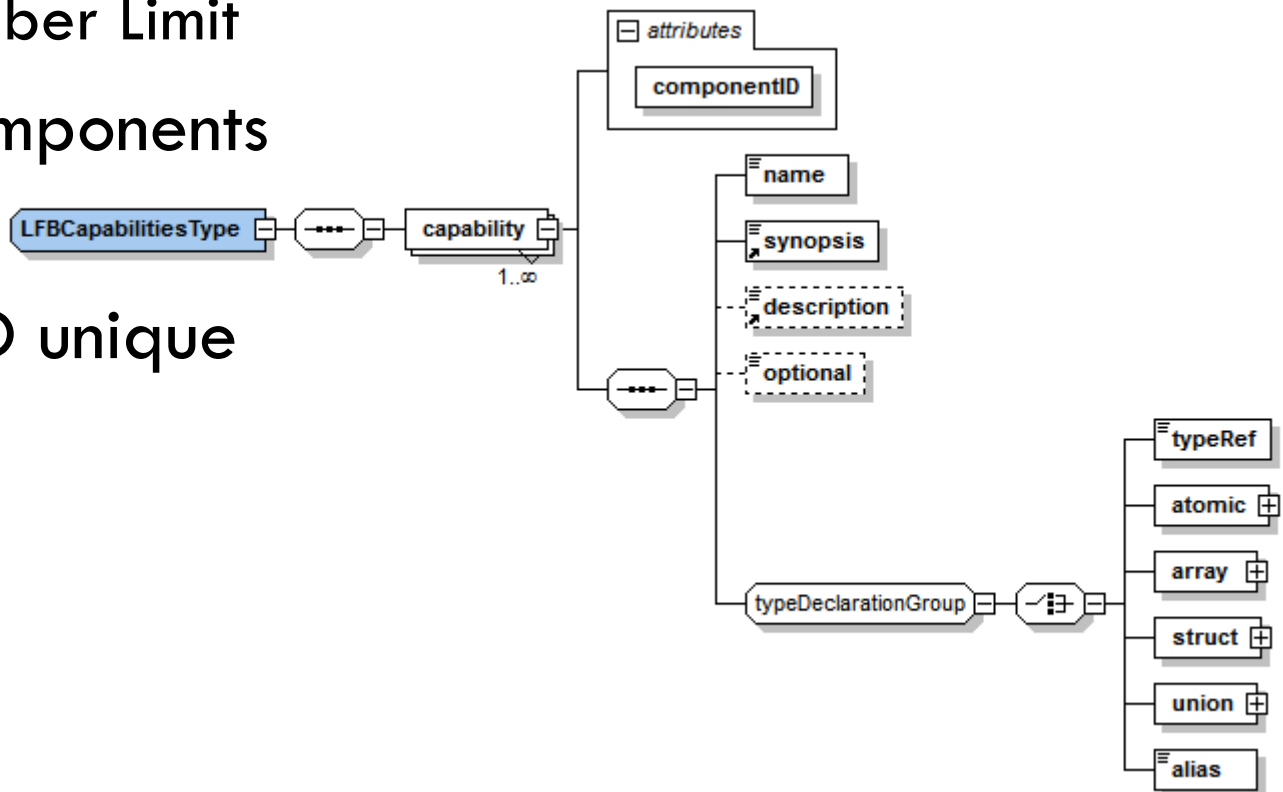 ber Limit
mponents
D unique
attributes
componentID
name
LFBCapabilitiesType
capability
synopsis
1..∞
description
optional
typeRef
atomic
array
typeDeclarationGroup
struct
union
alias